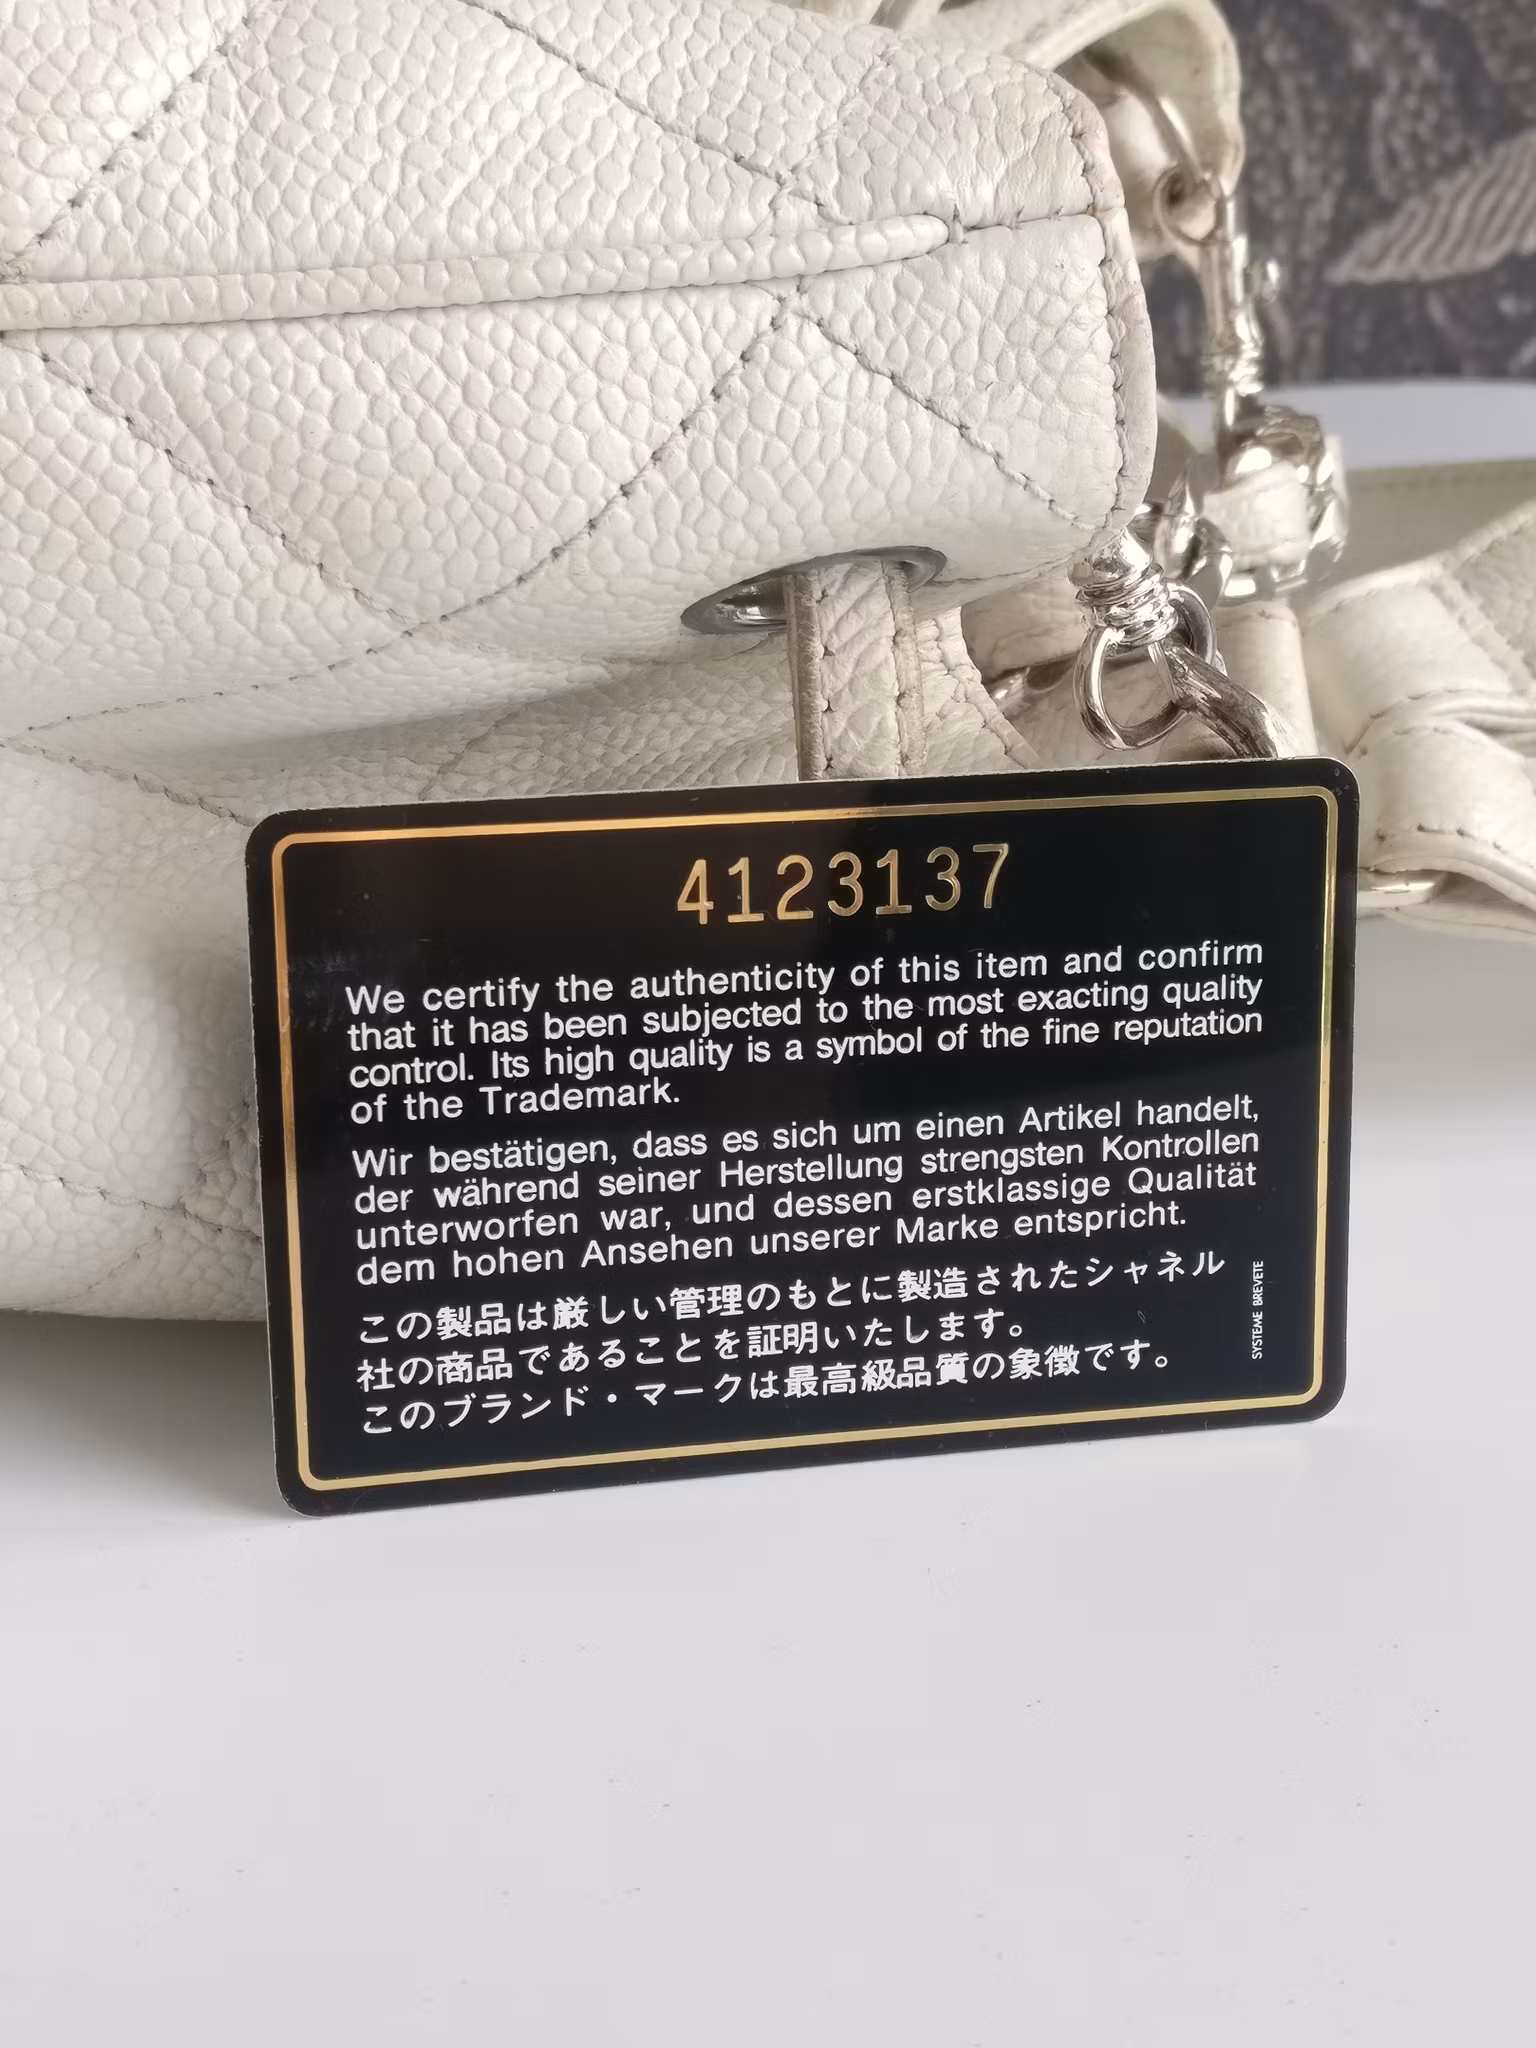 4123137
We certify the authenticity of this item and confirm
that it has been subjected to the most exacting quality
control. Its high quality is a symbol of the fine reputation
of the Trademark.
Wir bestätigen, dass es sich um einen Artikel handelt,
der während seiner Herstellung strengsten Kontrollen
unterworfen war, und dessen erstklassige Qualität
dem hohen Ansehen unserer Marke entspricht.
この製品は厳しい管理のもとに製造されたシャネル
社の商品であることを証明いたします。
このブランド・マークは最高級品質の象徴です。
SYSTEME BREVETE